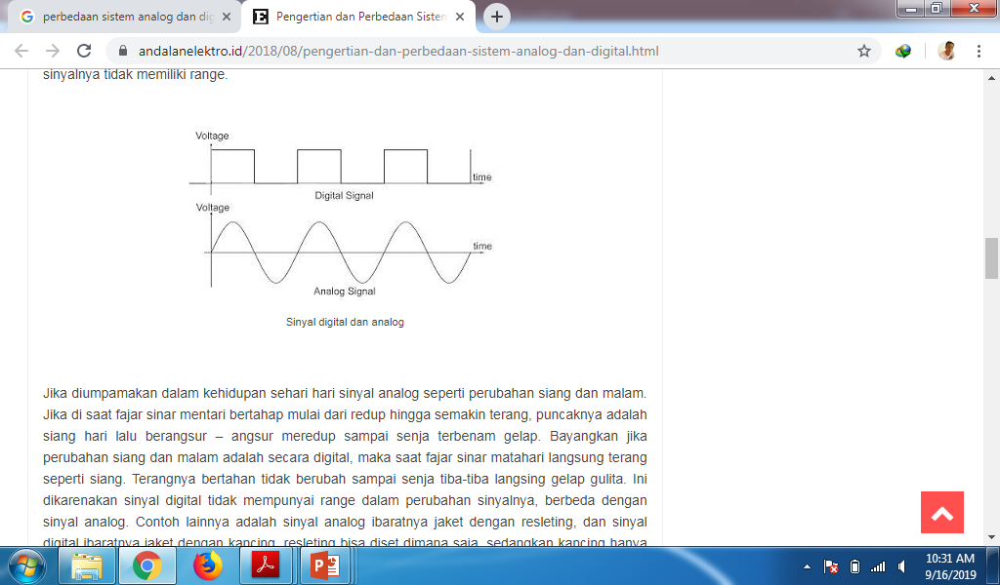 perbedaan sistem analog dan dig
Pengertian dan Perbedaan Sistem
andalanelektro.id/2018/08/pengertian-dan-perbedaan-sistem-analog-dan-digital.html
sinyalnya tidak memiliki range.
Voltage
time
Digital Signal
Voltage
time
Analog Signal
Sinyal digital dan analog
Jika diumpamakan dalam kehidupan sehari hari sinyal analog seperti perubahan siang dan malam.
Jika di saat fajar sinar mentari bertahap mulai dari redup hingga semakin terang, puncaknya adalah
siang hari lalu berangsur – angsur meredup sampai senja terbenam gelap. Bayangkan jika
perubahan siang dan malam adalah secara digital, maka saat fajar sinar matahari langsung terang
seperti siang. Terangnya bertahan tidak berubah sampai senja tiba-tiba langsing gelap gulita. Ini
dikarenakan sinyal digital tidak mempunyai range dalam perubahan sinyalnya, berbeda dengan
sinyal analog. Contoh lainnya adalah sinyal analog ibaratnya jaket dengan resleting, dan sinyal
digital ibaratnya jaket dengan kancing, resleting bisa diset dimana saja, sedangkan kancing hanya
10:31 AM
9/16/2019